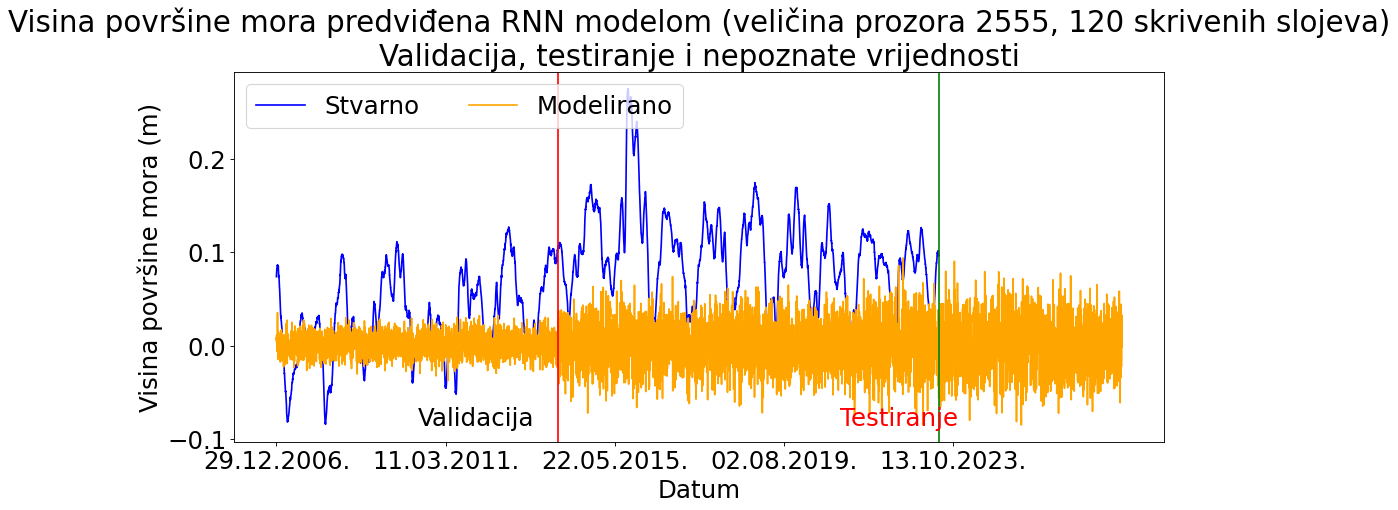 Visina površine mora predviđena RNN modelom (veličina prozora 2555, 120 skrivenih slojeva)
Validacija, testiranje i nepoznate vrijednosti
Stvarno
Modelirano
Visina površine mora (m)
0.2
0.1
0.0
−0.1
Validacija
Testiranje
29.12.2006.
11.03.2011.
22.05.2015.
02.08.2019.
13.10.2023.
Datum